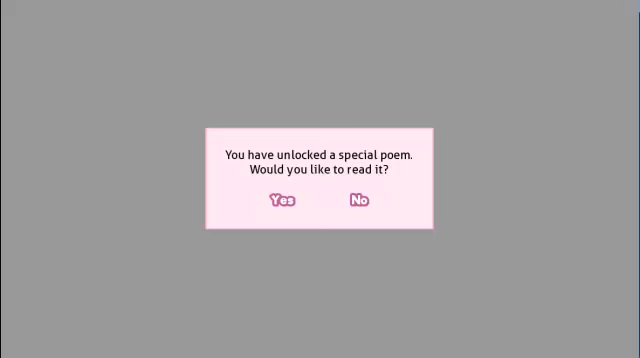 You have unlocked a special poem.
Would you like to read it?
Yes No